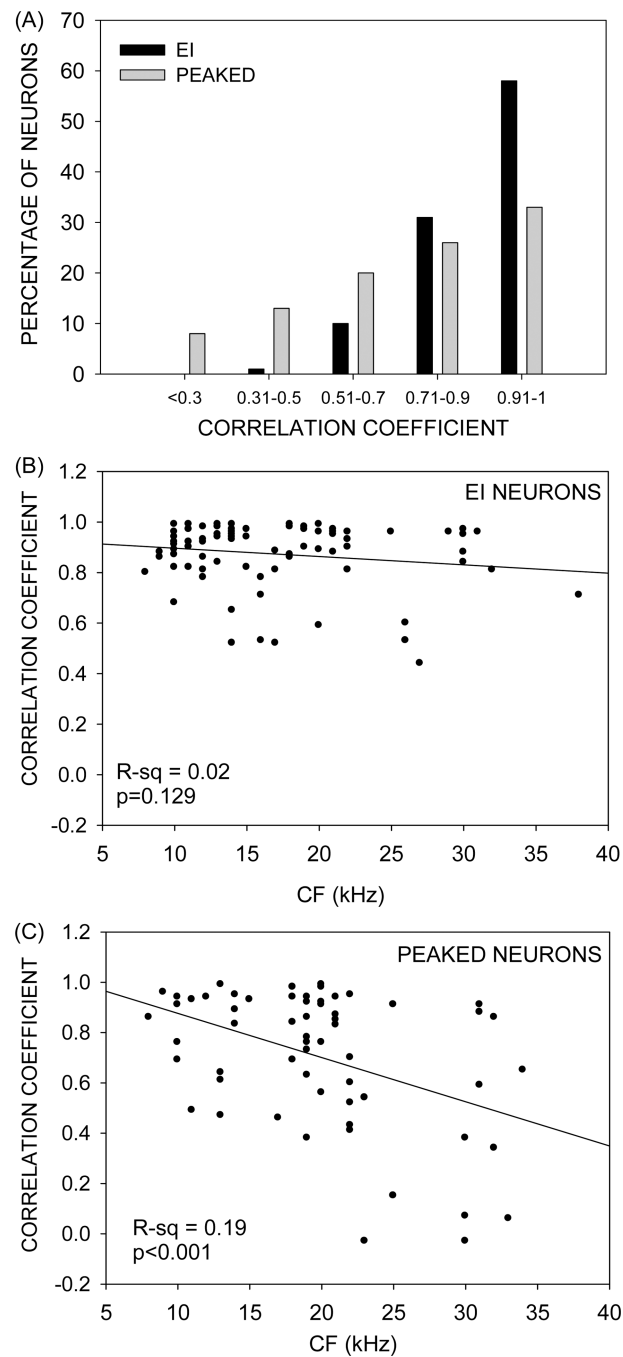 (A)
70
60
50
40
30
20
10
0
PERCENTAGE OF NEURONS
EI
PEAKED
<0.3 0.31-0.5 0.51-0.7 0.71-0.9 0.91-1
CORRELATION COEFFICIENT
(B)
1.2
1.0
0.8
0.6
0.4
0.2
0.0
-0.2
CORRELATION COEFFICIENT
EI NEURONS
R-sq = 0.02
p=0.129
5 10 15 20 25 30 35 40
CF (kHz)
(C)
1.2
1.0
0.8
0.6
0.4
0.2
0.0
-0.2
CORRELATION COEFFICIENT
PEAKED NEURONS
R-sq = 0.19
p<0.001
5 10 15 20 25 30 35 40
CF (kHz)